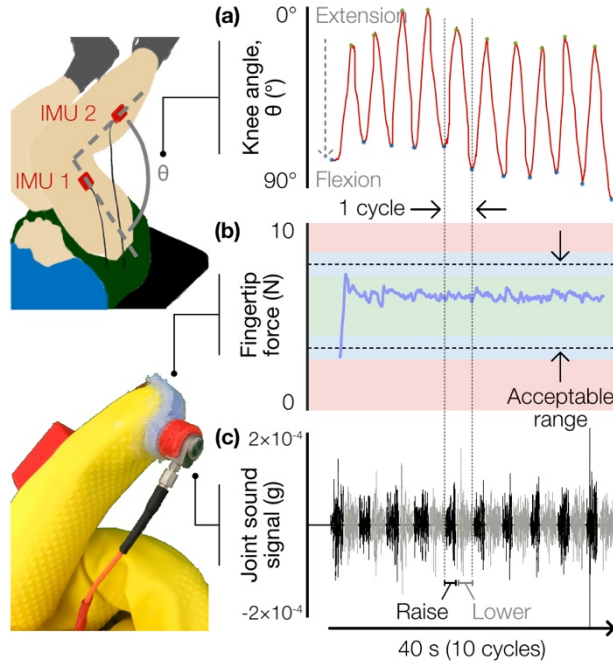 (a)
Knee angle,
θ (°)
0°
90°
Extension
Flexion
IMU 2
IMU 1
θ
1 cycle
(b)
Fingertip
force (N)
10
0
Acceptable
range
(c)
Joint sound
signal (g)
2×10⁻⁴
0
-2×10⁻⁴
Raise
Lower
40 s (10 cycles)